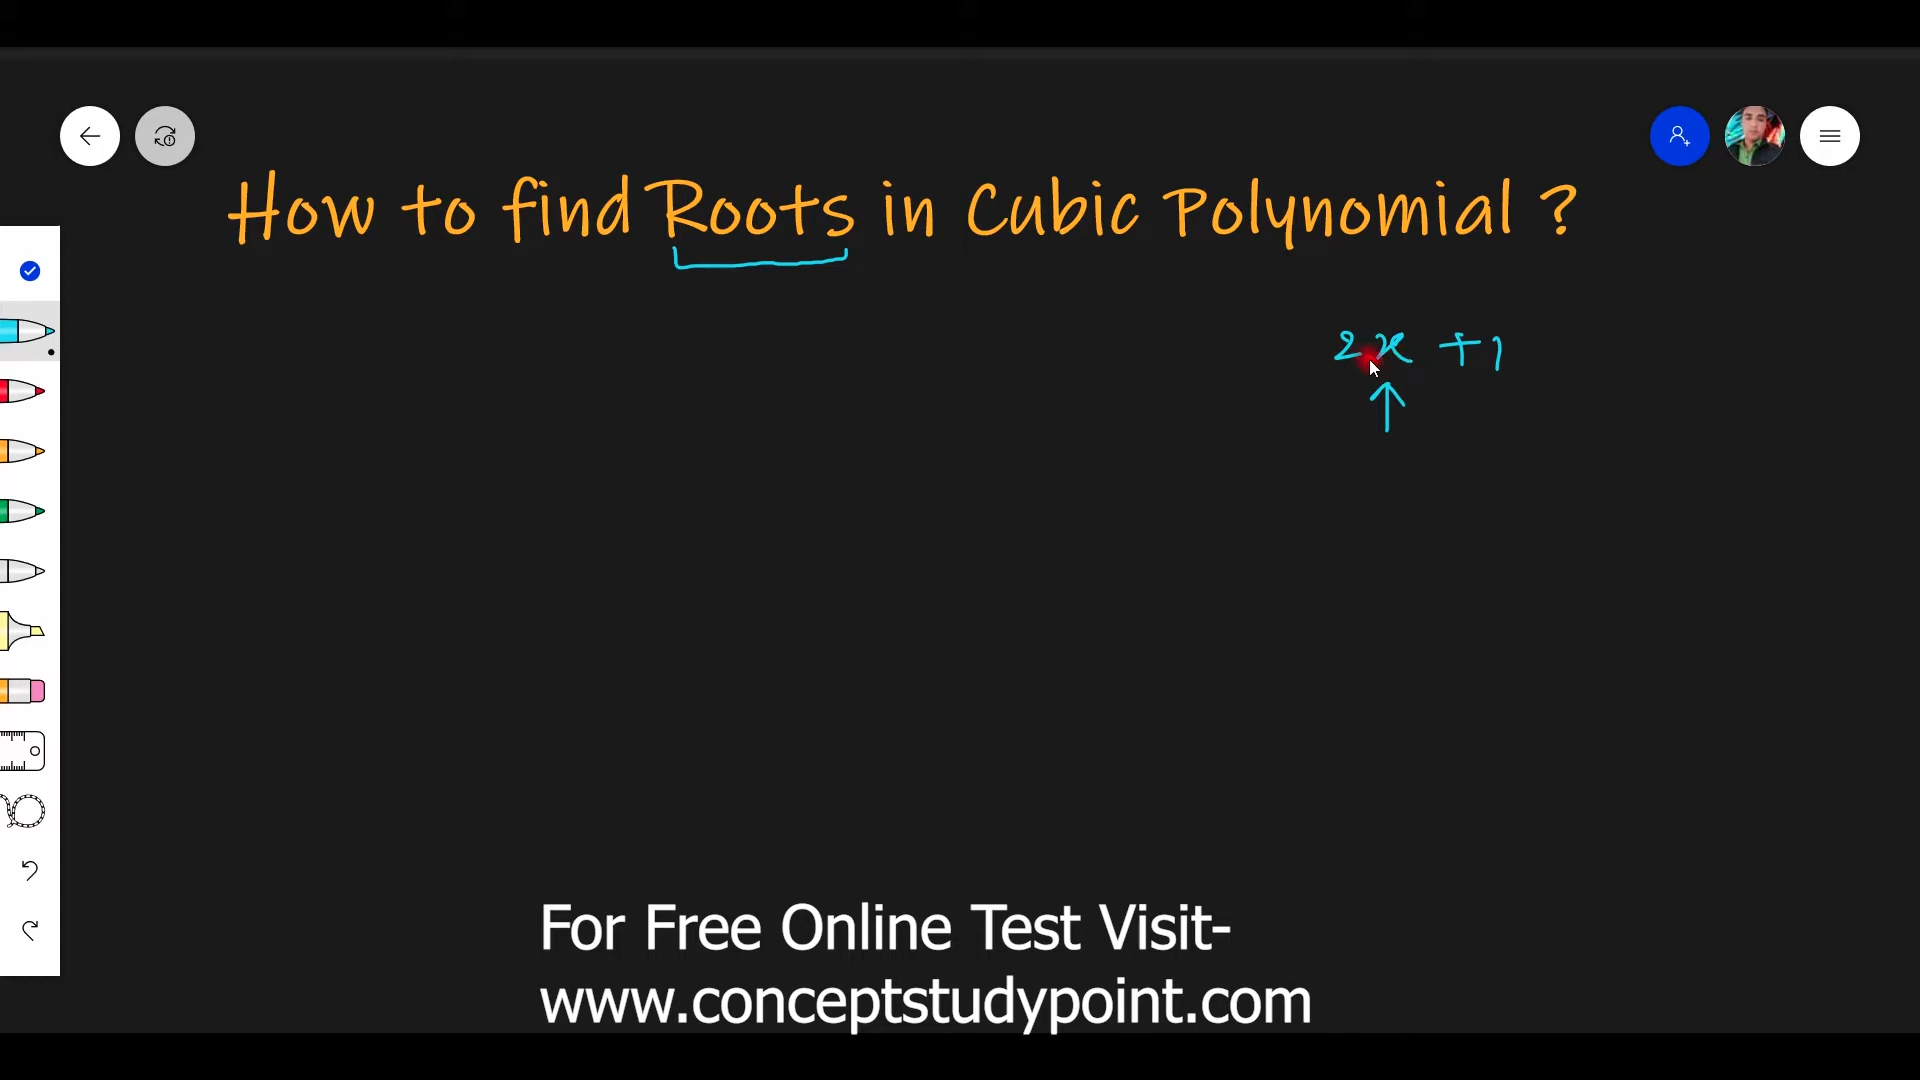 How to find Roots in Cubic Polynomial ?
2x +1
For Free Online Test Visit-
www.conceptstudypoint.com